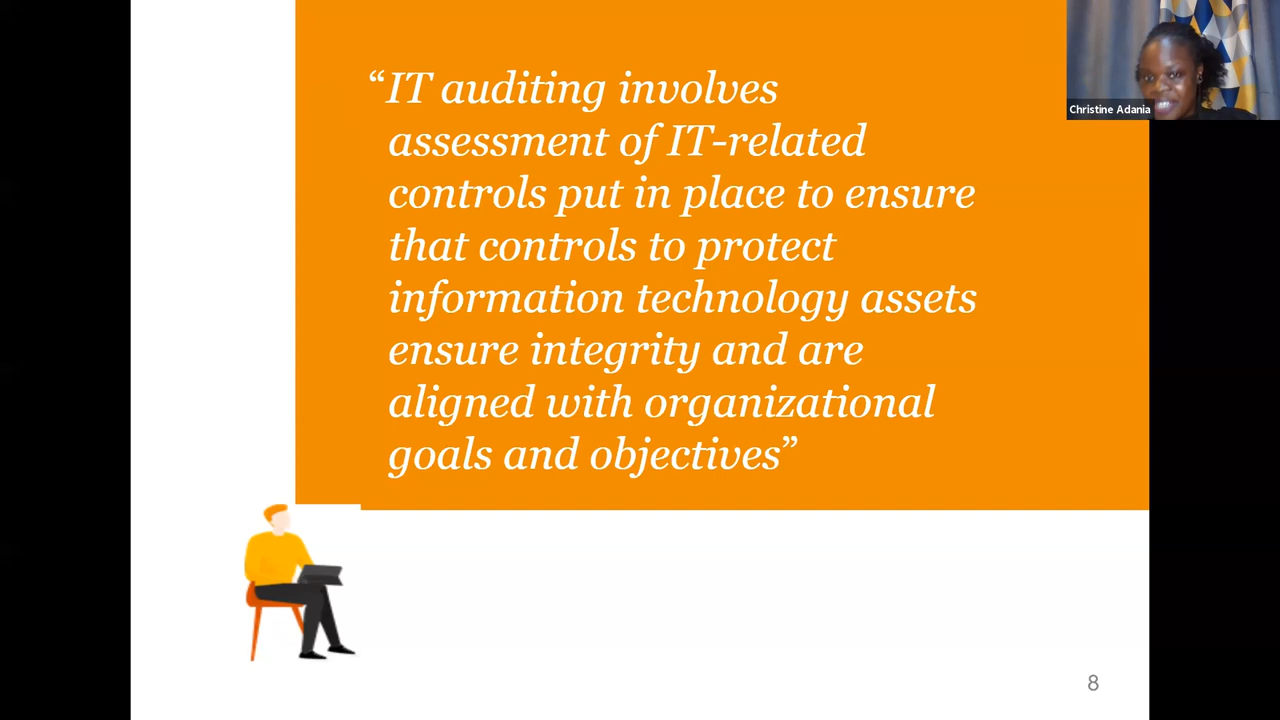 “IT auditing involves
assessment of IT-related
controls put in place to ensure
that controls to protect
information technology assets
ensure integrity and are
aligned with organizational
goals and objectives”
Christine Adania
8